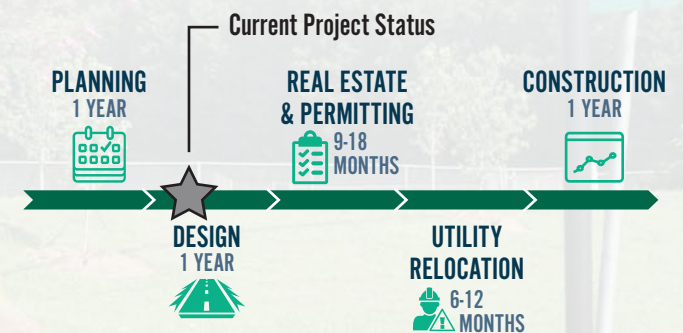 Current Project Status
PLANNING
1 YEAR
REAL ESTATE
& PERMITTING
9-18
MONTHS
CONSTRUCTION
1 YEAR
DESIGN
1 YEAR
UTILITY
RELOCATION
6-12
MONTHS